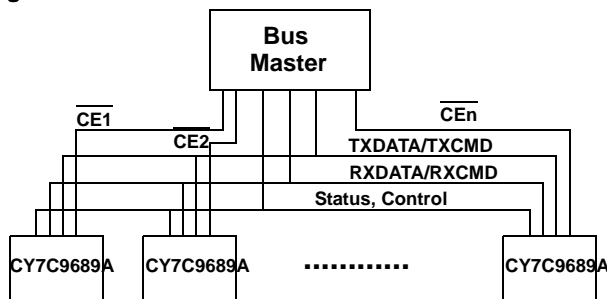 Bus
Master
CE1
CE2
CEn
TXDATA/TXCMD
RXDATA/RXCMD
Status, Control
CY7C9689A
CY7C9689A
............
CY7C9689A